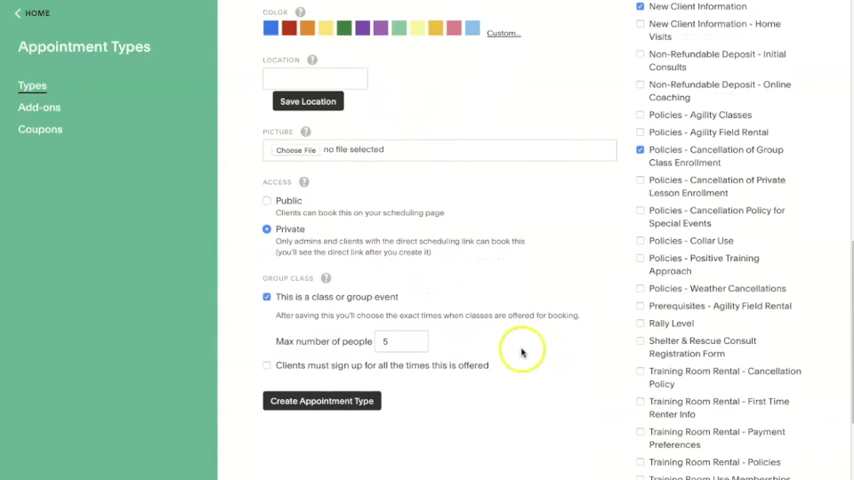 HOME
Appointment Types
Types
Add-ons
Coupons
COLOR ?
Custom...
LOCATION ?
Save Location
PICTURE ?
Choose File no file selected
ACCESS ?
Public
Clients can book this on your scheduling page
Private
Only admins and clients with the direct scheduling link can book this
(you'll see the direct link after you create it)
GROUP CLASS ?
This is a class or group event
After saving this you'll choose the exact times when classes are offered for booking.
Max number of people 5
Clients must sign up for all the times this is offered
Create Appointment Type
New Client Information
New Client Information - Home
Visits
Non-Refundable Deposit - Initial
Consults
Non-Refundable Deposit - Online
Coaching
Policies - Agility Classes
Policies - Agility Field Rental
Policies - Cancellation of Group
Class Enrollment
Policies - Cancellation of Private
Lesson Enrollment
Policies - Cancellation Policy for
Special Events
Policies - Collar Use
Policies - Positive Training
Approach
Policies - Weather Cancellations
Prerequisites - Agility Field Rental
Rally Level
Shelter & Rescue Consult
Registration Form
Training Room Rental - Cancellation
Policy
Training Room Rental - First Time
Renter Info
Training Room Rental - Payment
Preferences
Training Room Rental - Policies
Training Room Use Memberships